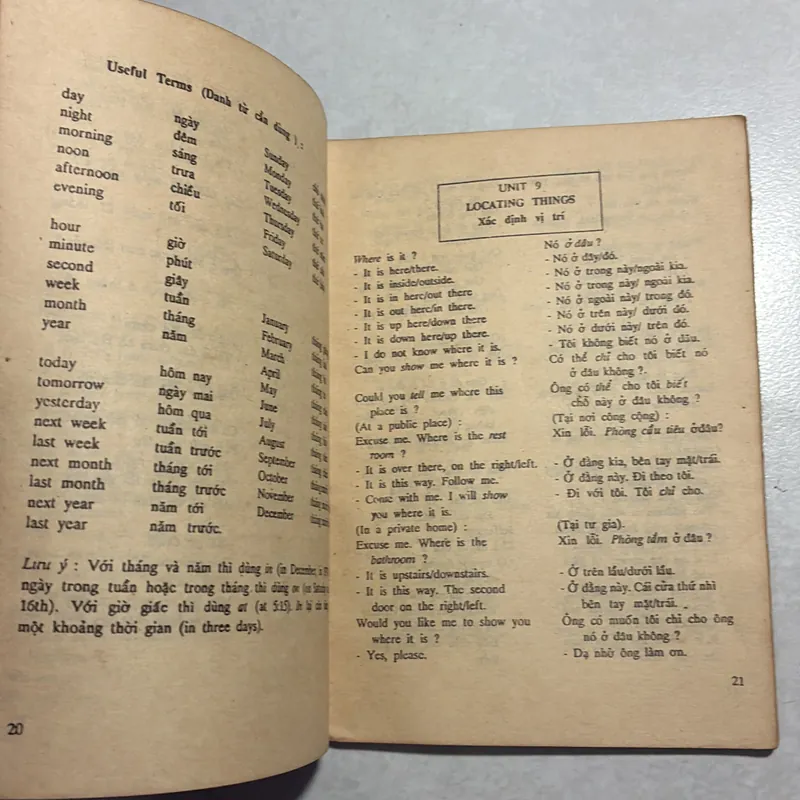 Useful Terms (Danh từ cần dùng) :
day ngày Sunday
night đêm Monday
morning sáng Tuesday
noon trưa Wednesday
afternoon chiều Thursday
evening tối Friday
Saturday
hour giờ
minute phút
second giây
week tuần
month tháng January
year năm February
March
today hôm nay April
tomorrow ngày mai May
yesterday hôm qua June
next week tuần tới July
last week tuần trước August
next month tháng tới September
last month tháng trước October
next year năm tới November
last year năm trước. December
Lưu ý : Với tháng và năm thì dùng in (in December, in
ngày trong tuần hoặc trong tháng thì dùng on (on
16th). Với giờ giấc thì dùng at (at 5:15). In lại
một khoảng thời gian (in three days).
20
UNIT 9
LOCATING THINGS
Xác định vị trí
Where is it ? Nó ở đâu ?
- It is here/there. - Nó ở đây/đó.
- It is inside/outside. - Nó ở trong này/ngoài kia.
- It is in here/out there - Nó ở trong này/ ngoài kia.
- It is out here/in there. - Nó ở ngoài này/ trong đó.
- It is up here/down there - Nó ở trên này/ dưới đó.
- It is down here/up there. - Nó ở dưới này/ trên đó.
- I do not know where it is. - Tôi không biết nó ở đâu.
Can you show me where it is ? Có thể chỉ cho tôi biết nó
ở đâu không ?.
Could you tell me where this Ông có thể cho tôi biết
place is ? chỗ này ở đâu không ?
(At a public place) : (Tại nơi công cộng) :
Excuse me. Where is the rest Xin lỗi. Phòng cầu tiêu ở đâu?
room ?
- It is over there, on the right/left. - Ở đằng kia, bên tay mặt/trái.
- It is this way. Follow me. - Ở đằng này. Đi theo tôi.
- Come with me. I will show - Đi với tôi. Tôi chỉ cho.
you where it is.
(In a private home) : (Tại tư gia).
Excuse me. Where is the Xin lỗi. Phòng tắm ở đâu ?
bathroom ?
- It is upstairs/downstairs. - Ở trên lầu/dưới lầu.
- It is this way. The second - Ở đằng này. Cái cửa thứ nhì
door on the right/left. bên tay mặt/trái.
Would you like me to show you Ông có muốn tôi chỉ cho ông
where it is ? nó ở đâu không ?
- Yes, please. - Dạ nhờ ông làm ơn.
21